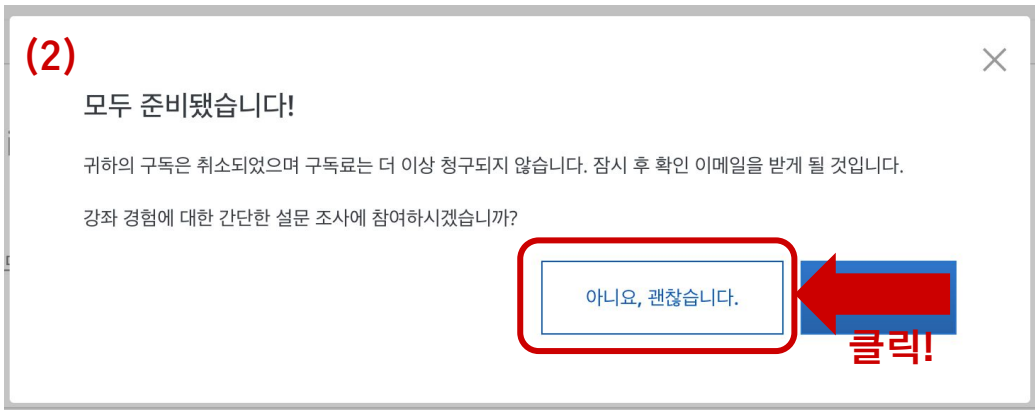 (2)
모두 준비됐습니다!
귀하의 구독은 취소되었으며 구독료는 더 이상 청구되지 않습니다. 잠시 후 확인 이메일을 받게 될 것입니다.
강좌 경험에 대한 간단한 설문 조사에 참여하시겠습니까?
아니요, 괜찮습니다.
클릭!